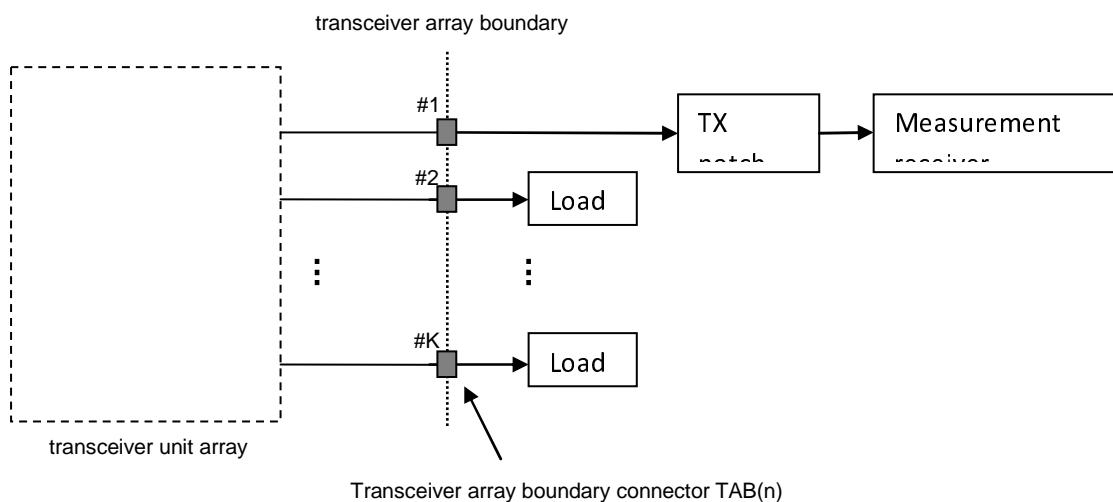 transceiver array boundary
#1
TX
Measurement
#2
Load
⋮
⋮
#K
Load
transceiver unit array
Transceiver array boundary connector TAB(n)